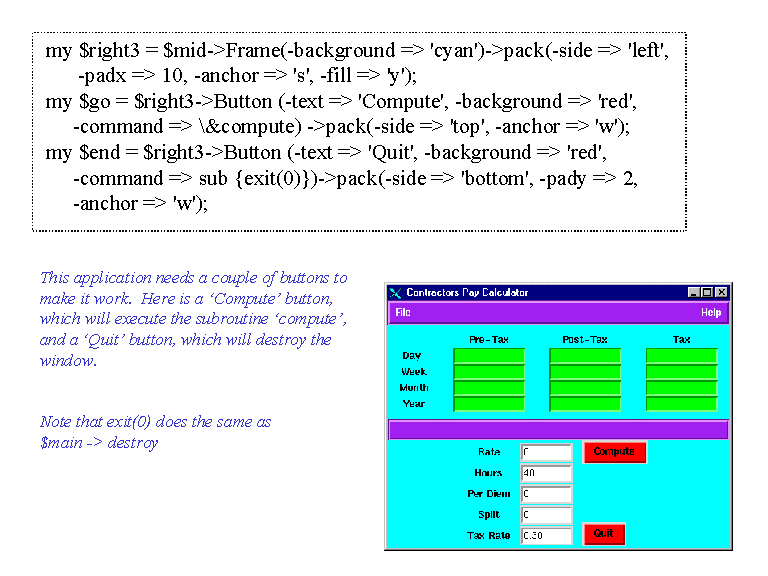 my $right3 = $mid->Frame(-background => 'cyan')->pack(-side => 'left',
-padx => 10, -anchor => 's', -fill => 'y');
my $go = $right3->Button (-text => 'Compute', -background => 'red',
-command => \&compute) ->pack(-side => 'top', -anchor => 'w');
my $end = $right3->Button (-text => 'Quit', -background => 'red',
-command => sub {exit(0)})->pack(-side => 'bottom', -pady => 2,
-anchor => 'w');
This application needs a couple of buttons to
make it work. Here is a ‘Compute’ button,
which will execute the subroutine ‘compute’,
and a ‘Quit’ button, which will destroy the
window.
Note that exit(0) does the same as
$main -> destroy
Contractors Pay Calculator
File Help
Pre-Tax Post-Tax Tax
Day
Week
Month
Year
Rate 0 Compute
Hours 40
Per Diem 0
Split 0
Tax Rate 0.30 Quit